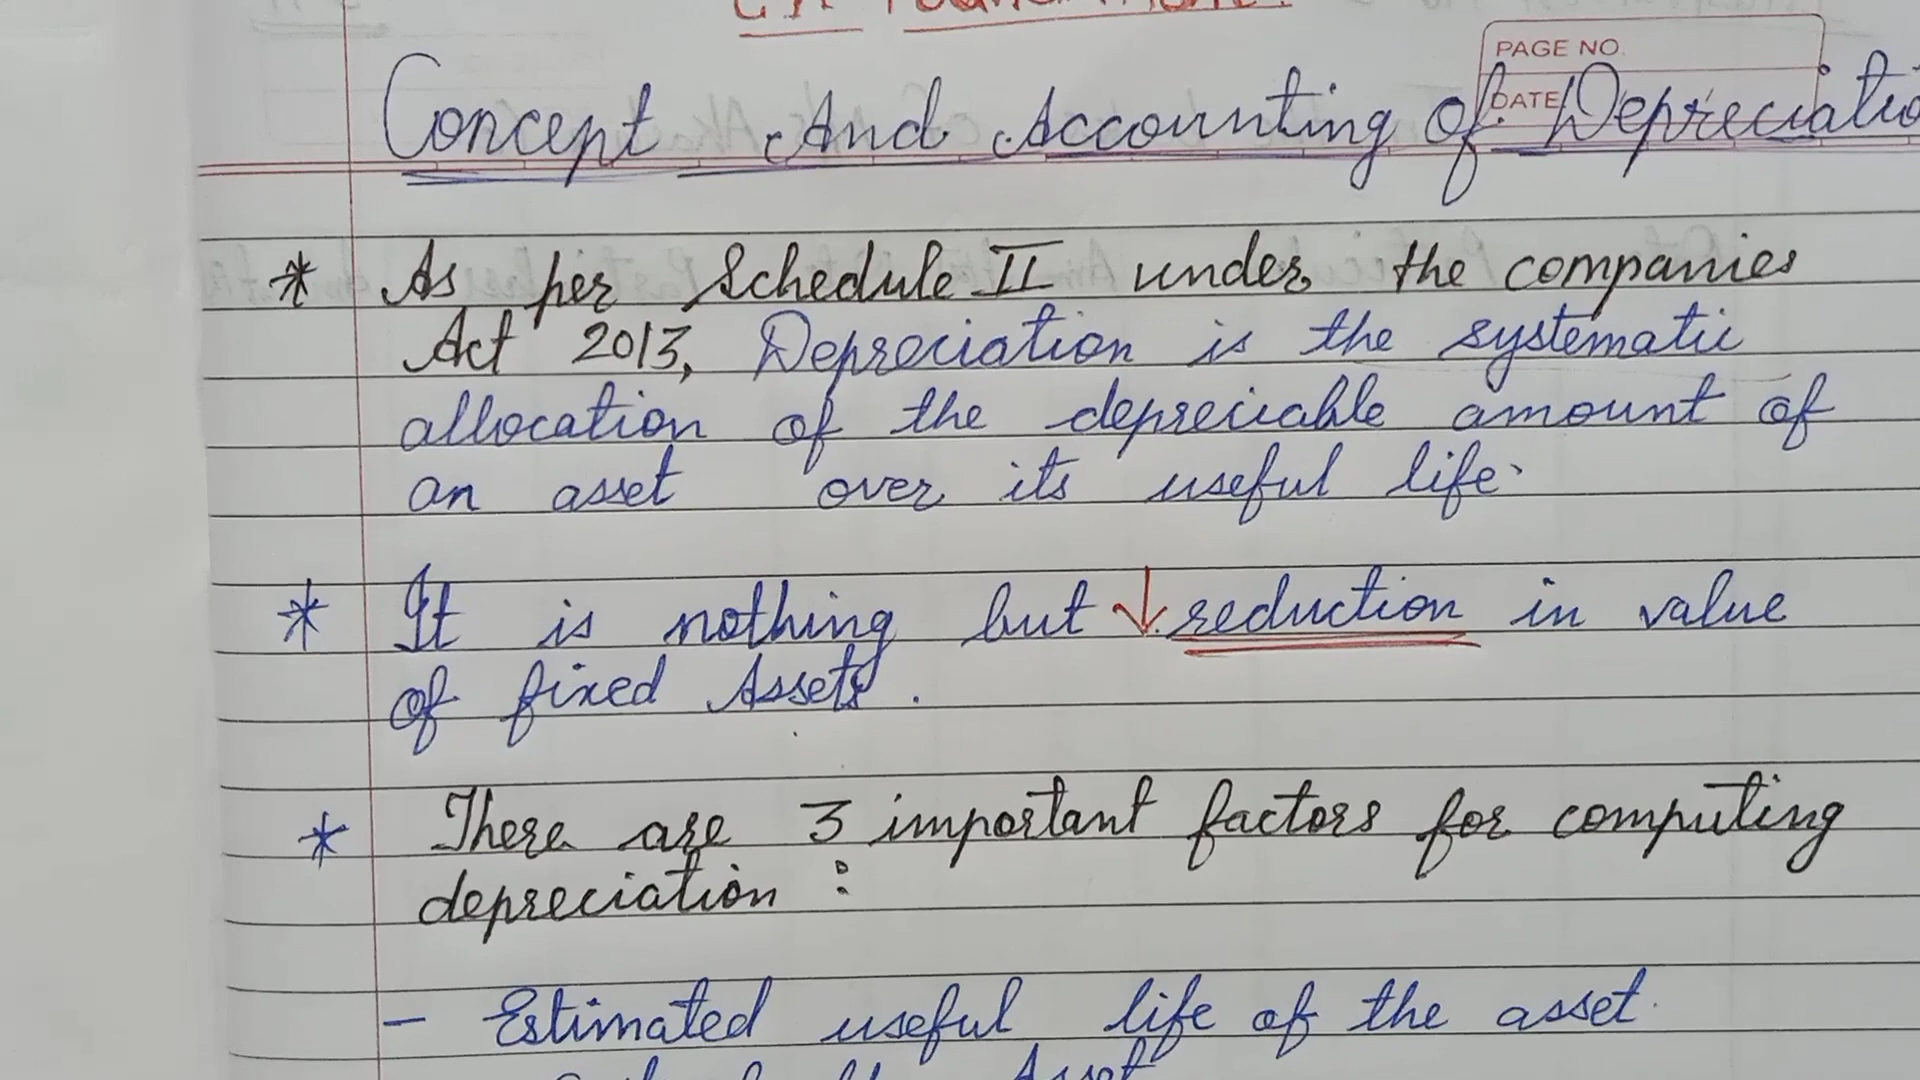 PAGE NO.
DATE
Concept And Accounting of Depreciatio
* As per Schedule II under the companies
Act 2013, Depreciation is the systematic
allocation of the depreciable amount of
an asset over its useful life.
* It is nothing but ↓ reduction in value
of fixed Assets.
* There are 3 important factors for computing
depreciation :
- Estimated useful life of the asset.
Asset